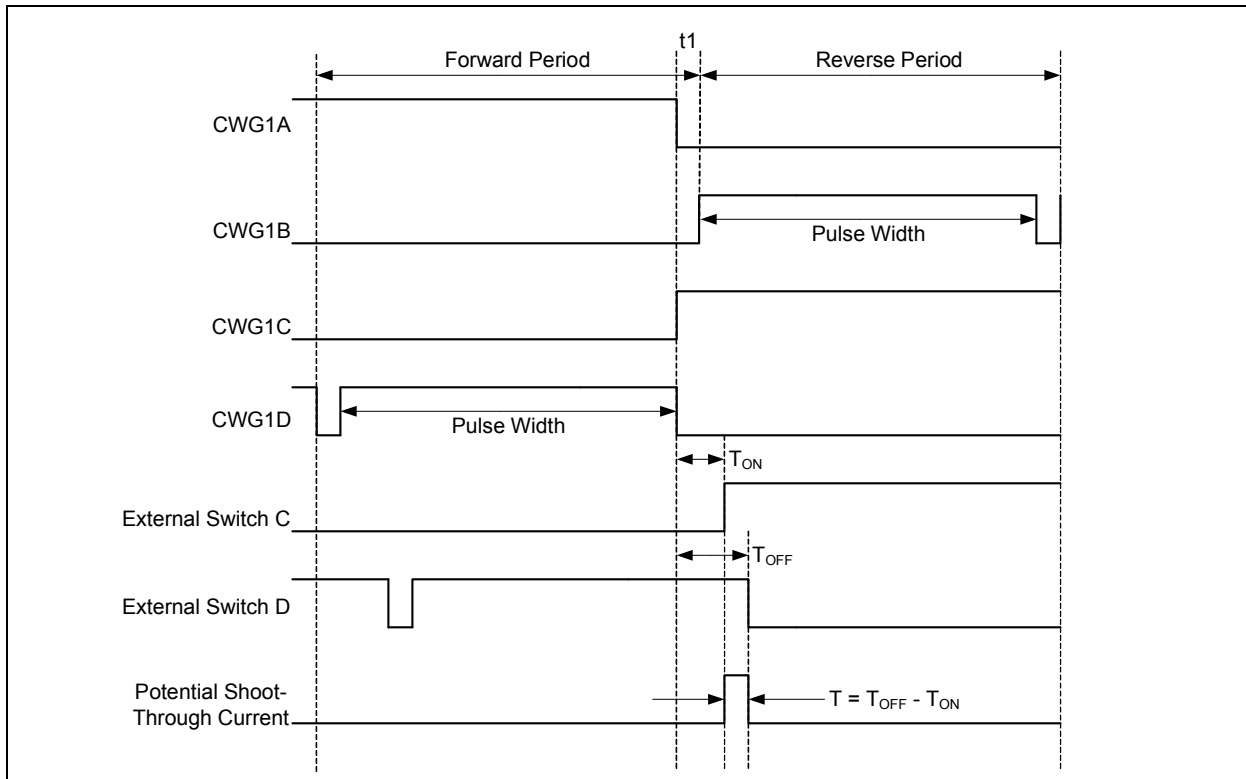 t1
Forward Period
Reverse Period
CWG1A
CWG1B
Pulse Width
CWG1C
CWG1D
Pulse Width
TON
External Switch C
TOFF
External Switch D
Potential Shoot-
Through Current
T = TOFF - TON